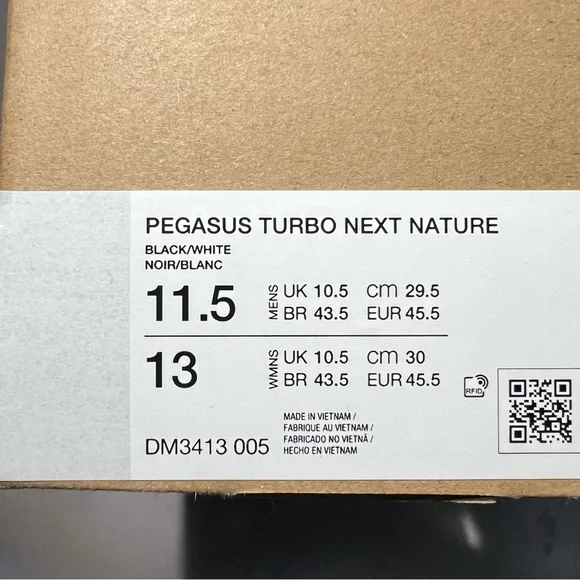 PEGASUS TURBO NEXT NATURE
BLACK/WHITE
NOIR/BLANC
11.5 MENS UK 10.5 CM 29.5
BR 43.5 EUR 45.5
13 WMNS UK 10.5 CM 30
BR 43.5 EUR 45.5
RFID
MADE IN VIETNAM /
FABRIQUE AU VIETNAM /
FABRICADO NO VIETNÃ /
HECHO EN VIETNAM
DM3413 005